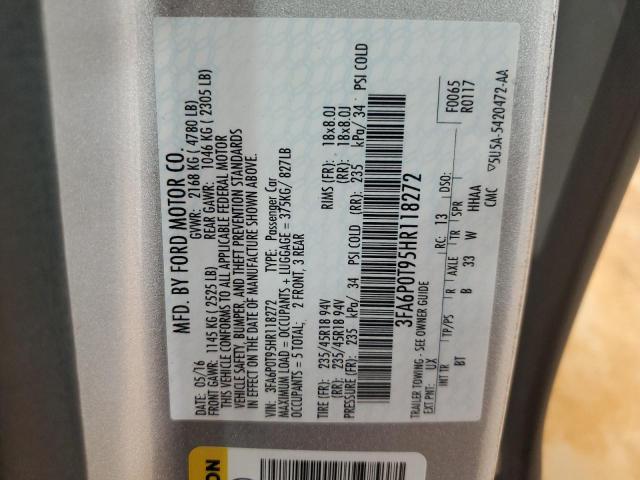 MFD. BY FORD MOTOR CO.
DATE: 05/16 GVWR: 2168 KG ( 4780 LB)
FRONT GAWR: 1145 KG ( 2525 LB) REAR GAWR: 1046 KG ( 2305 LB)
THIS VEHICLE CONFORMS TO ALL APPLICABLE FEDERAL MOTOR
VEHICLE SAFETY, BUMPER, AND THEFT PREVENTION STANDARDS
IN EFFECT ON THE DATE OF MANUFACTURE SHOWN ABOVE.
VIN: 3FA6P0T95HR118272 TYPE: Passenger Car
MAXIMUM LOAD = OCCUPANTS + LUGGAGE = 375KG/ 827LB
OCCUPANTS = 5 TOTAL: 2 FRONT, 3 REAR
TIRE (FR): 235/45R18 94V RIMS (FR): 18x8.0J
(RR): 235/45R18 94V (RR): 18x8.0J
PRESSURE (FR): 235 kPa/ 34 PSI COLD (RR): 235 kPa/ 34 PSI COLD
3FA6P0T95HR118272
TRAILER TOWING - SEE OWNER GUIDE F0065
EXT PNT: UX RC: 13 DSO: R0117
INT TR TP/PS R AXLE TR SPR
BT B 33 W HHAA
CMC ▽5U5A-5420472-AA
ON